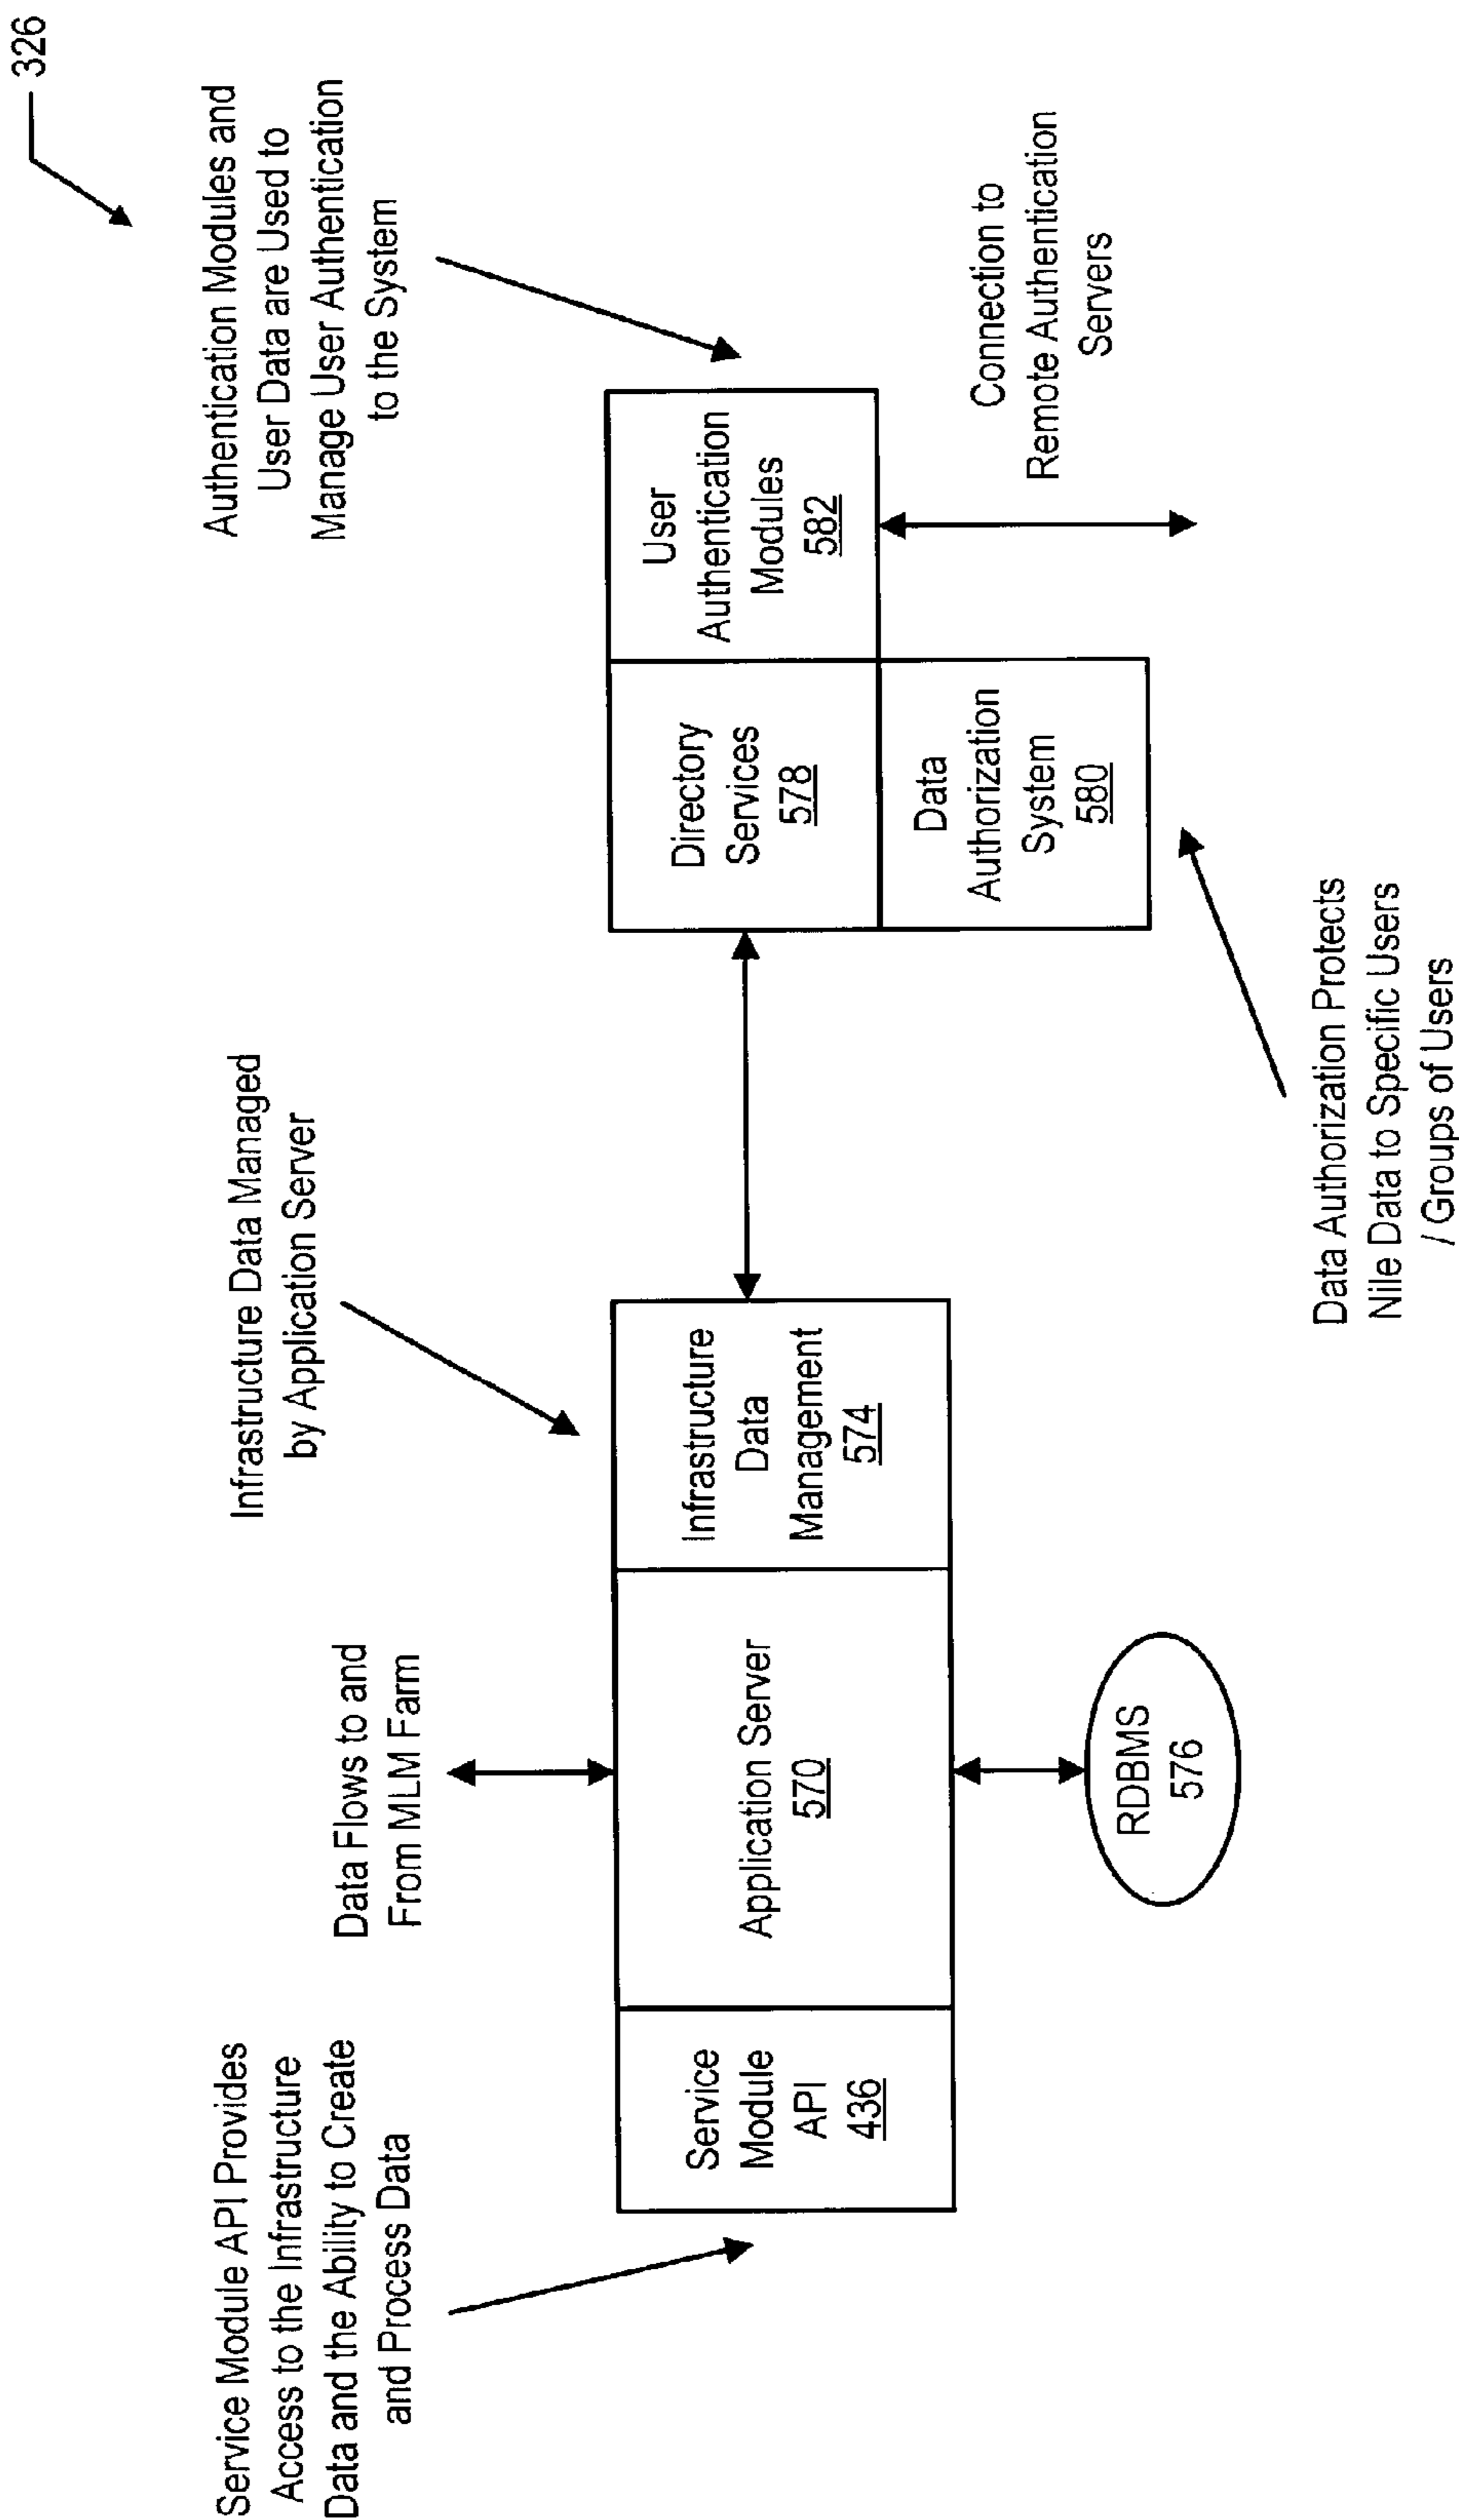 326
Authentication Modules and
User Data are Used to
Manage User Authentication
to the System
Infrastructure Data Managed
by Application Server
Data Flows to and
From MLM Farm
Service Module API Provides
Access to the Infrastructure
Data and the Ability to Create
and Process Data
Service
Module
API
436
Application Server
570
Infrastructure
Data
Management
574
Directory
Services
578
User
Authentication
Modules
582
Data
Authorization
System
580
Connection to
Remote Authentication
Servers
RDBMS
576
Data Authorization Protects
Nile Data to Specific Users
/ Groups of Users